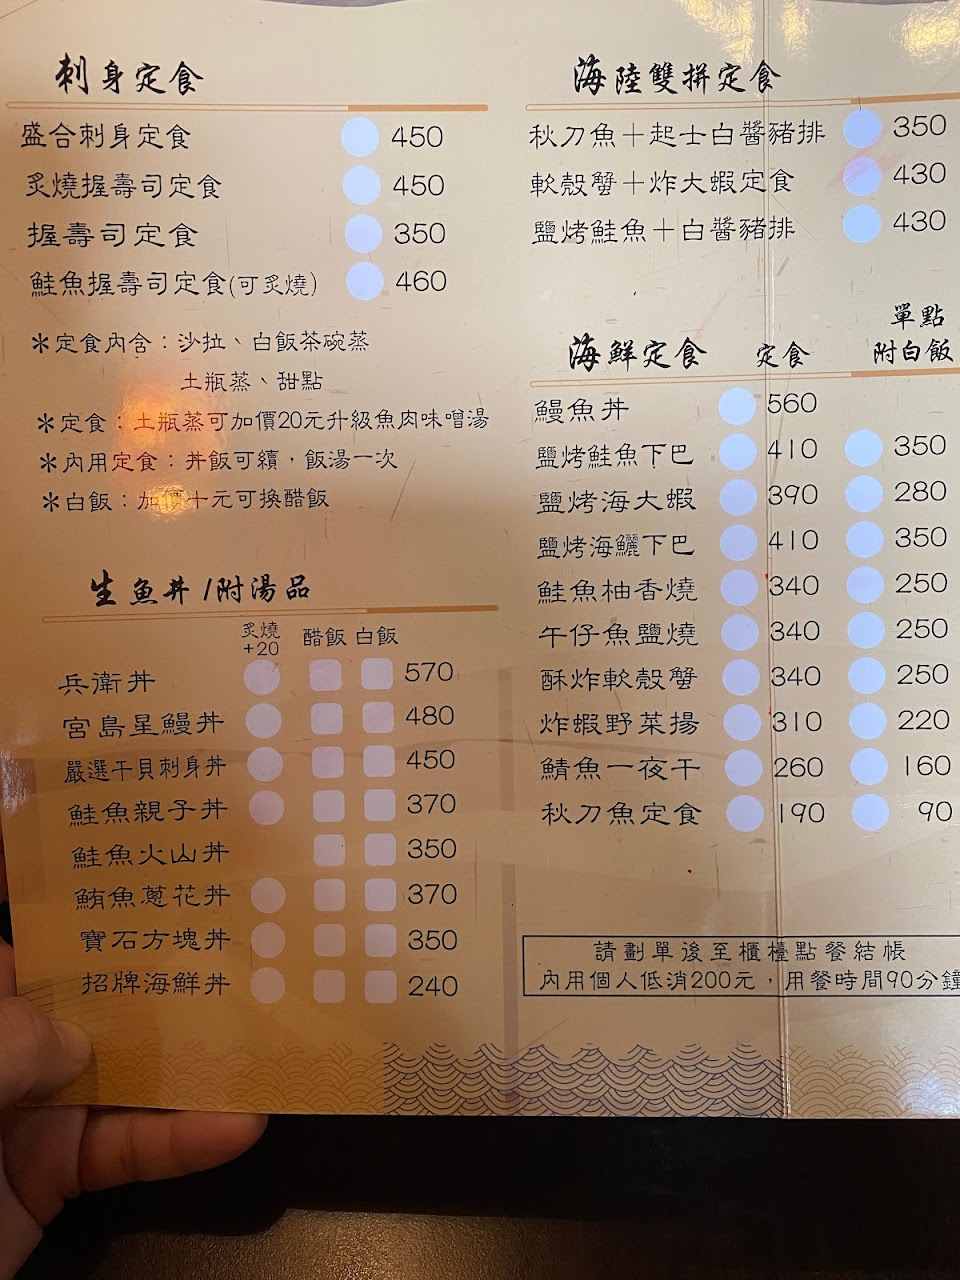 刺身定食
盛合刺身定食 450
炙燒握壽司定食 450
握壽司定食 350
鮭魚握壽司定食(可炙燒) 460
＊定食內含：沙拉、白飯茶碗蒸
土瓶蒸、甜點
＊定食：土瓶蒸可加價20元升級魚肉味噌湯
＊內用定食：丼飯可續，飯湯一次
＊白飯：加價十元可換醋飯
生魚丼/附湯品
炙燒 醋飯 白飯
+20
兵衛丼 570
宮島星鰻丼 480
嚴選干貝刺身丼 450
鮭魚親子丼 370
鮭魚火山丼 350
鮪魚蔥花丼 370
寶石方塊丼 350
招牌海鮮丼 240
海陸雙拼定食
秋刀魚＋起士白醬豬排 350
軟殼蟹＋炸大蝦定食 430
鹽烤鮭魚＋白醬豬排 430
單點
海鮮定食 定食 附白飯
鰻魚丼 560
鹽烤鮭魚下巴 410 350
鹽烤海大蝦 390 280
鹽烤海鱺下巴 410 350
鮭魚柚香燒 340 250
午仔魚鹽燒 340 250
酥炸軟殼蟹 340 250
炸蝦野菜揚 310 220
鯖魚一夜干 260 160
秋刀魚定食 190 90
請劃單後至櫃檯點餐結帳
內用個人低消200元，用餐時間90分鐘